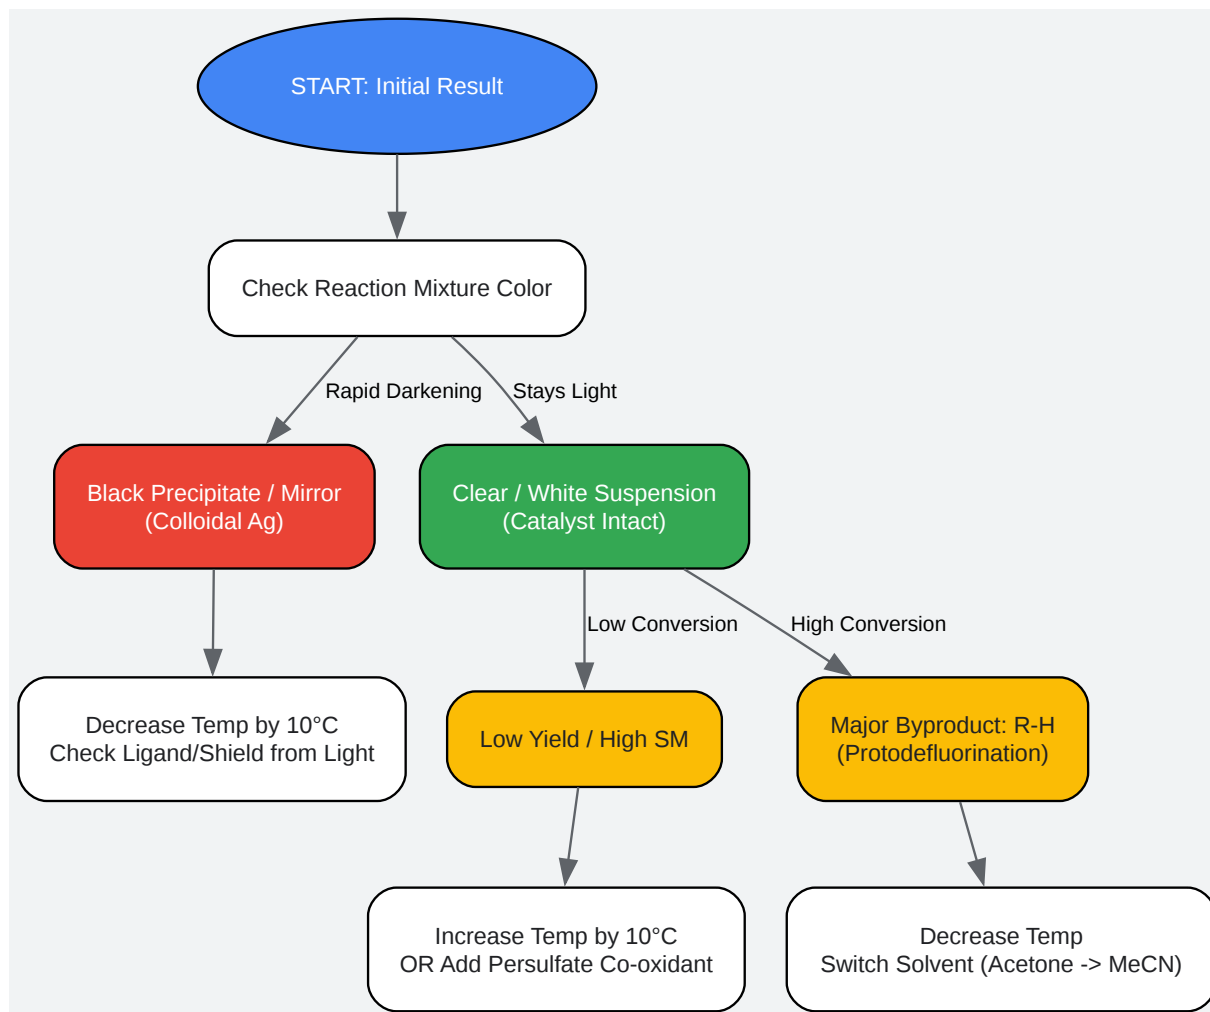 START: Initial Result
Check Reaction Mixture Color
Rapid Darkening
Stays Light
Black Precipitate / Mirror
(Colloidal Ag)
Clear / White Suspension
(Catalyst Intact)
Low Conversion
High Conversion
Decrease Temp by 10°C
Check Ligand/Shield from Light
Low Yield / High SM
Major Byproduct: R-H
(Protodefluorination)
Increase Temp by 10°C
OR Add Persulfate Co-oxidant
Decrease Temp
Switch Solvent (Acetone -> MeCN)